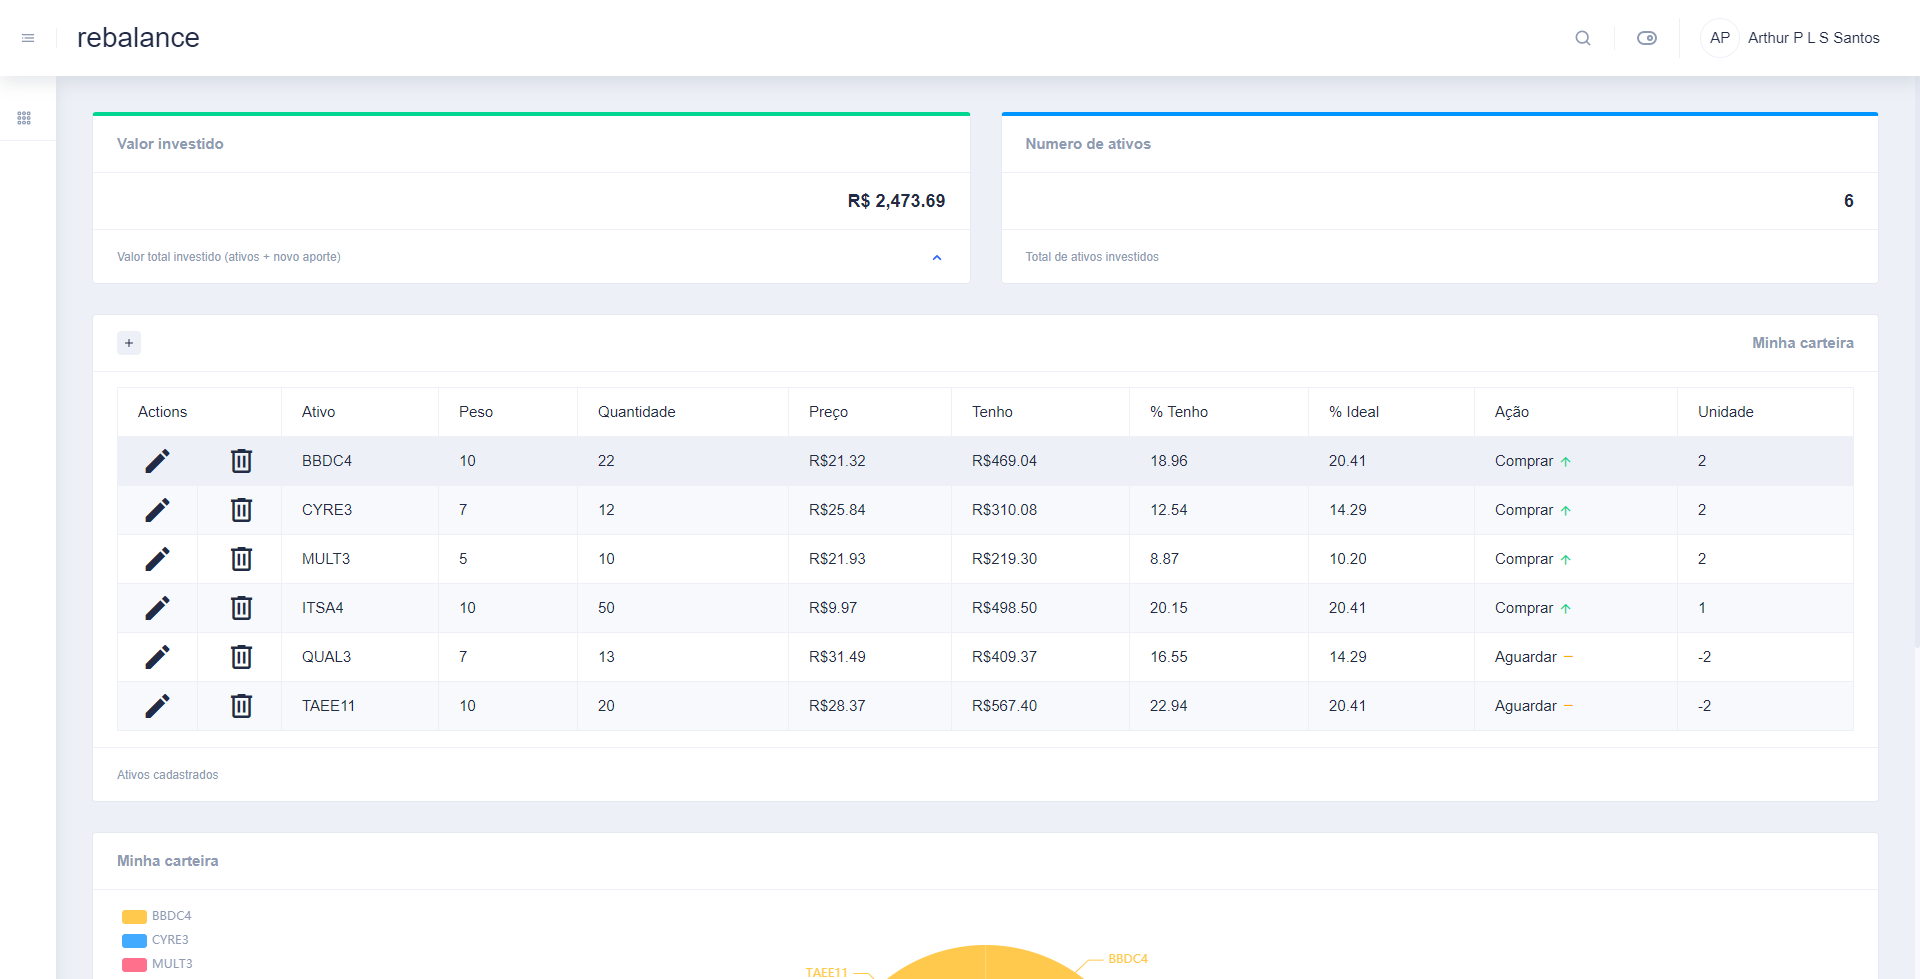 rebalance
AP Arthur P L S Santos
Valor investido
R$ 2,473.69
Valor total investido (ativos + novo aporte)
Numero de ativos
6
Total de ativos investidos
+ Minha carteira
Actions Ativo Peso Quantidade Preço Tenho % Tenho % Ideal Ação Unidade
BBDC4 10 22 R$21.32 R$469.04 18.96 20.41 Comprar 2
CYRE3 7 12 R$25.84 R$310.08 12.54 14.29 Comprar 2
MULT3 5 10 R$21.93 R$219.30 8.87 10.20 Comprar 2
ITSA4 10 50 R$9.97 R$498.50 20.15 20.41 Comprar 1
QUAL3 7 13 R$31.49 R$409.37 16.55 14.29 Aguardar -2
TAEE11 10 20 R$28.37 R$567.40 22.94 20.41 Aguardar -2
Ativos cadastrados
Minha carteira
BBDC4
CYRE3
MULT3
BBDC4
TAEE11